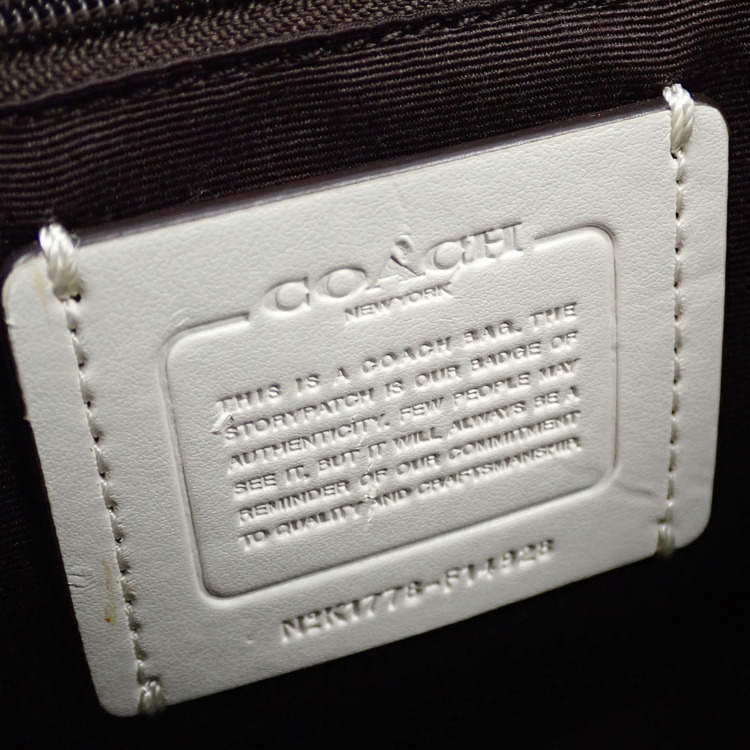 COACH
NEW YORK
THIS IS A COACH BAG. THE
STORYPATCH IS OUR BADGE OF
AUTHENTICITY. FEW PEOPLE MAY
SEE IT, BUT IT WILL ALWAYS BE A
REMINDER OF OUR COMMITMENT
TO QUALITY AND CRAFTSMANSHIP.
N2K1778-F14928